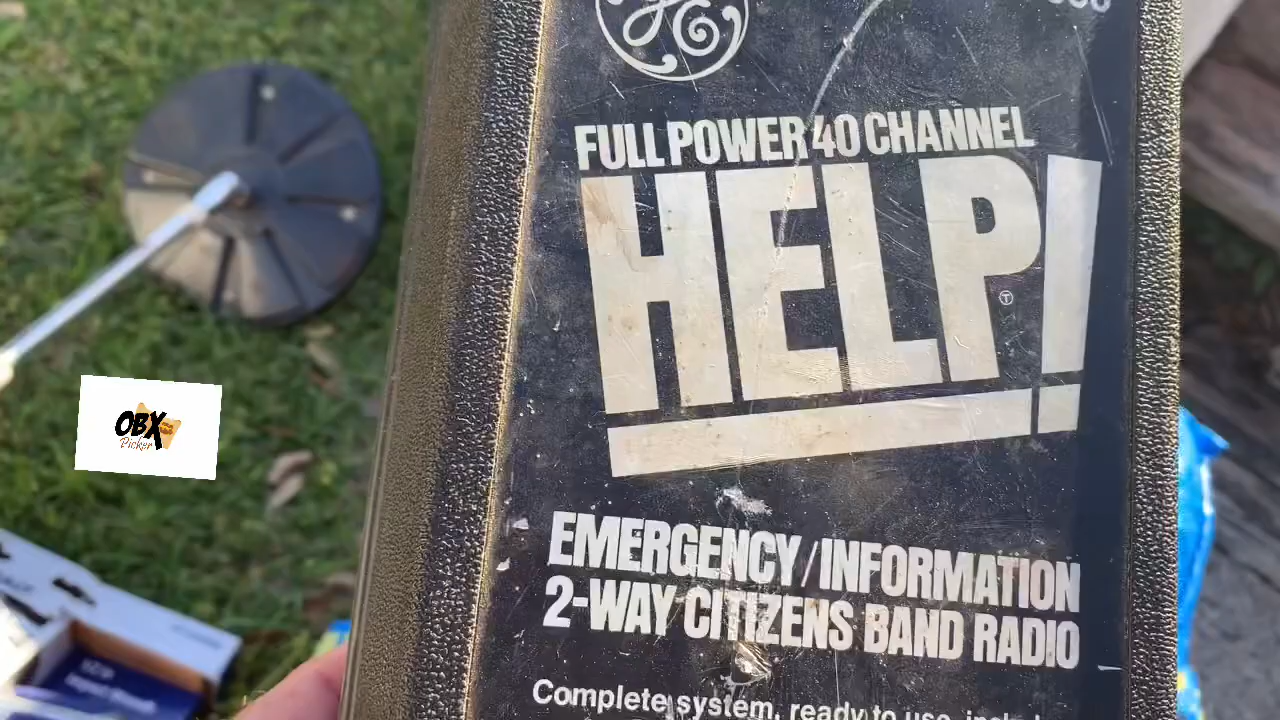 GE
FULL POWER 40 CHANNEL
HELP!
EMERGENCY/INFORMATION
2-WAY CITIZENS BAND RADIO
Complete system, ready to use,
OBX
Picker